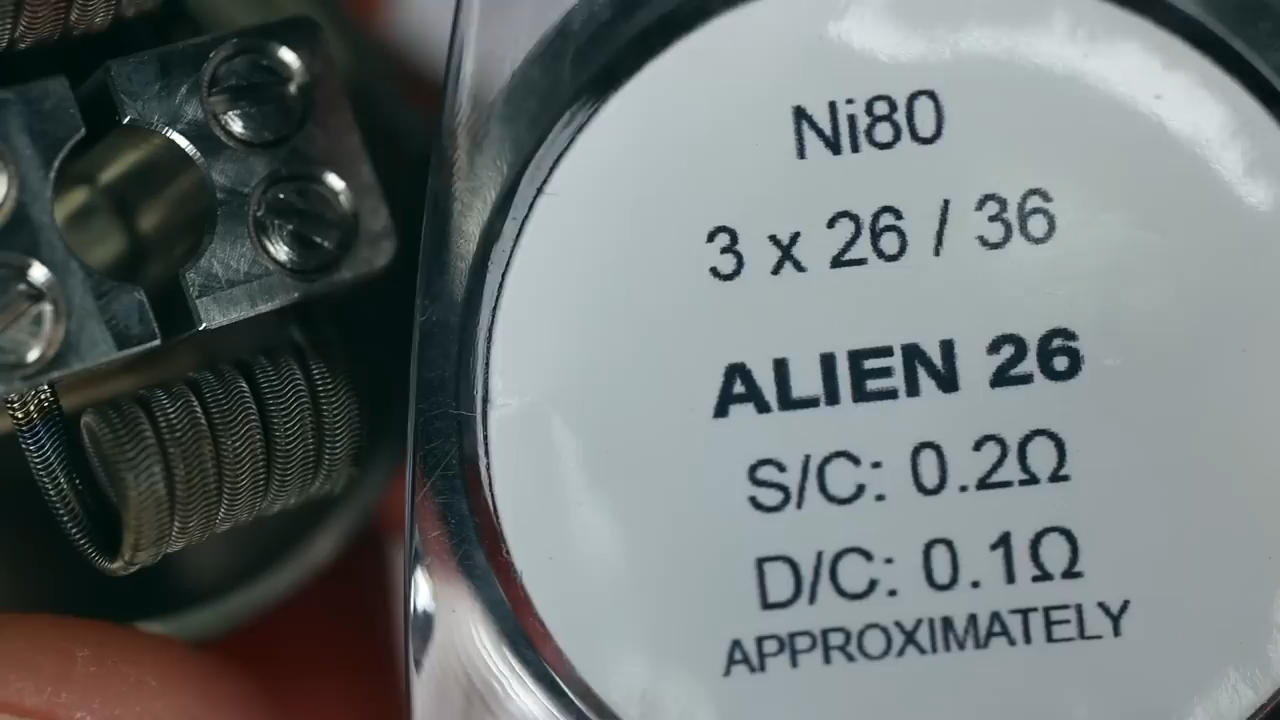 Ni80
3 x 26 / 36
ALIEN 26
S/C: 0.2Ω
D/C: 0.1Ω
APPROXIMATELY